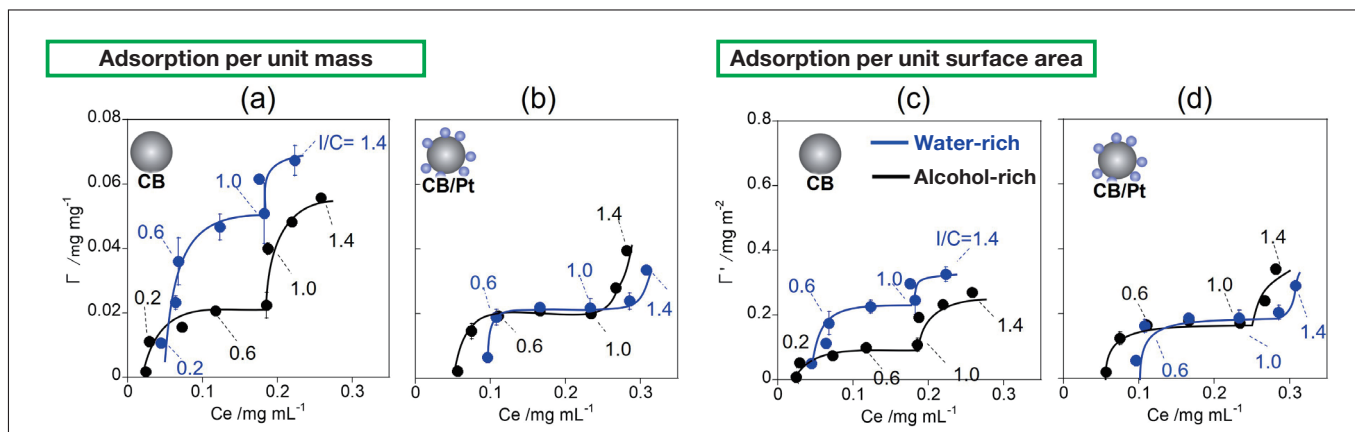 Adsorption per unit mass
Adsorption per unit surface area
(a)
(b)
(c)
(d)
0.08
0.06
0.04
0.02
0
Γ / mg mg⁻¹
CB
I/C= 1.4
1.0
0.6
0.2
0.2
0.6
1.0
1.4
0 0.1 0.2 0.3
Ce /mg mL⁻¹
CB/Pt
1.4
0.6
1.0
0.6
1.0
1.4
0 0.1 0.2 0.3
Ce /mg mL⁻¹
0.8
0.6
0.4
0.2
0
Γ' / mg m⁻²
CB
Water-rich
Alcohol-rich
I/C=1.4
1.0
0.6
0.2
0.6
1.0
1.4
0 0.1 0.2 0.3
Ce /mg mL⁻¹
CB/Pt
1.4
0.6
1.0
0.6
1.0
1.4
0 0.1 0.2 0.3
Ce /mg mL⁻¹